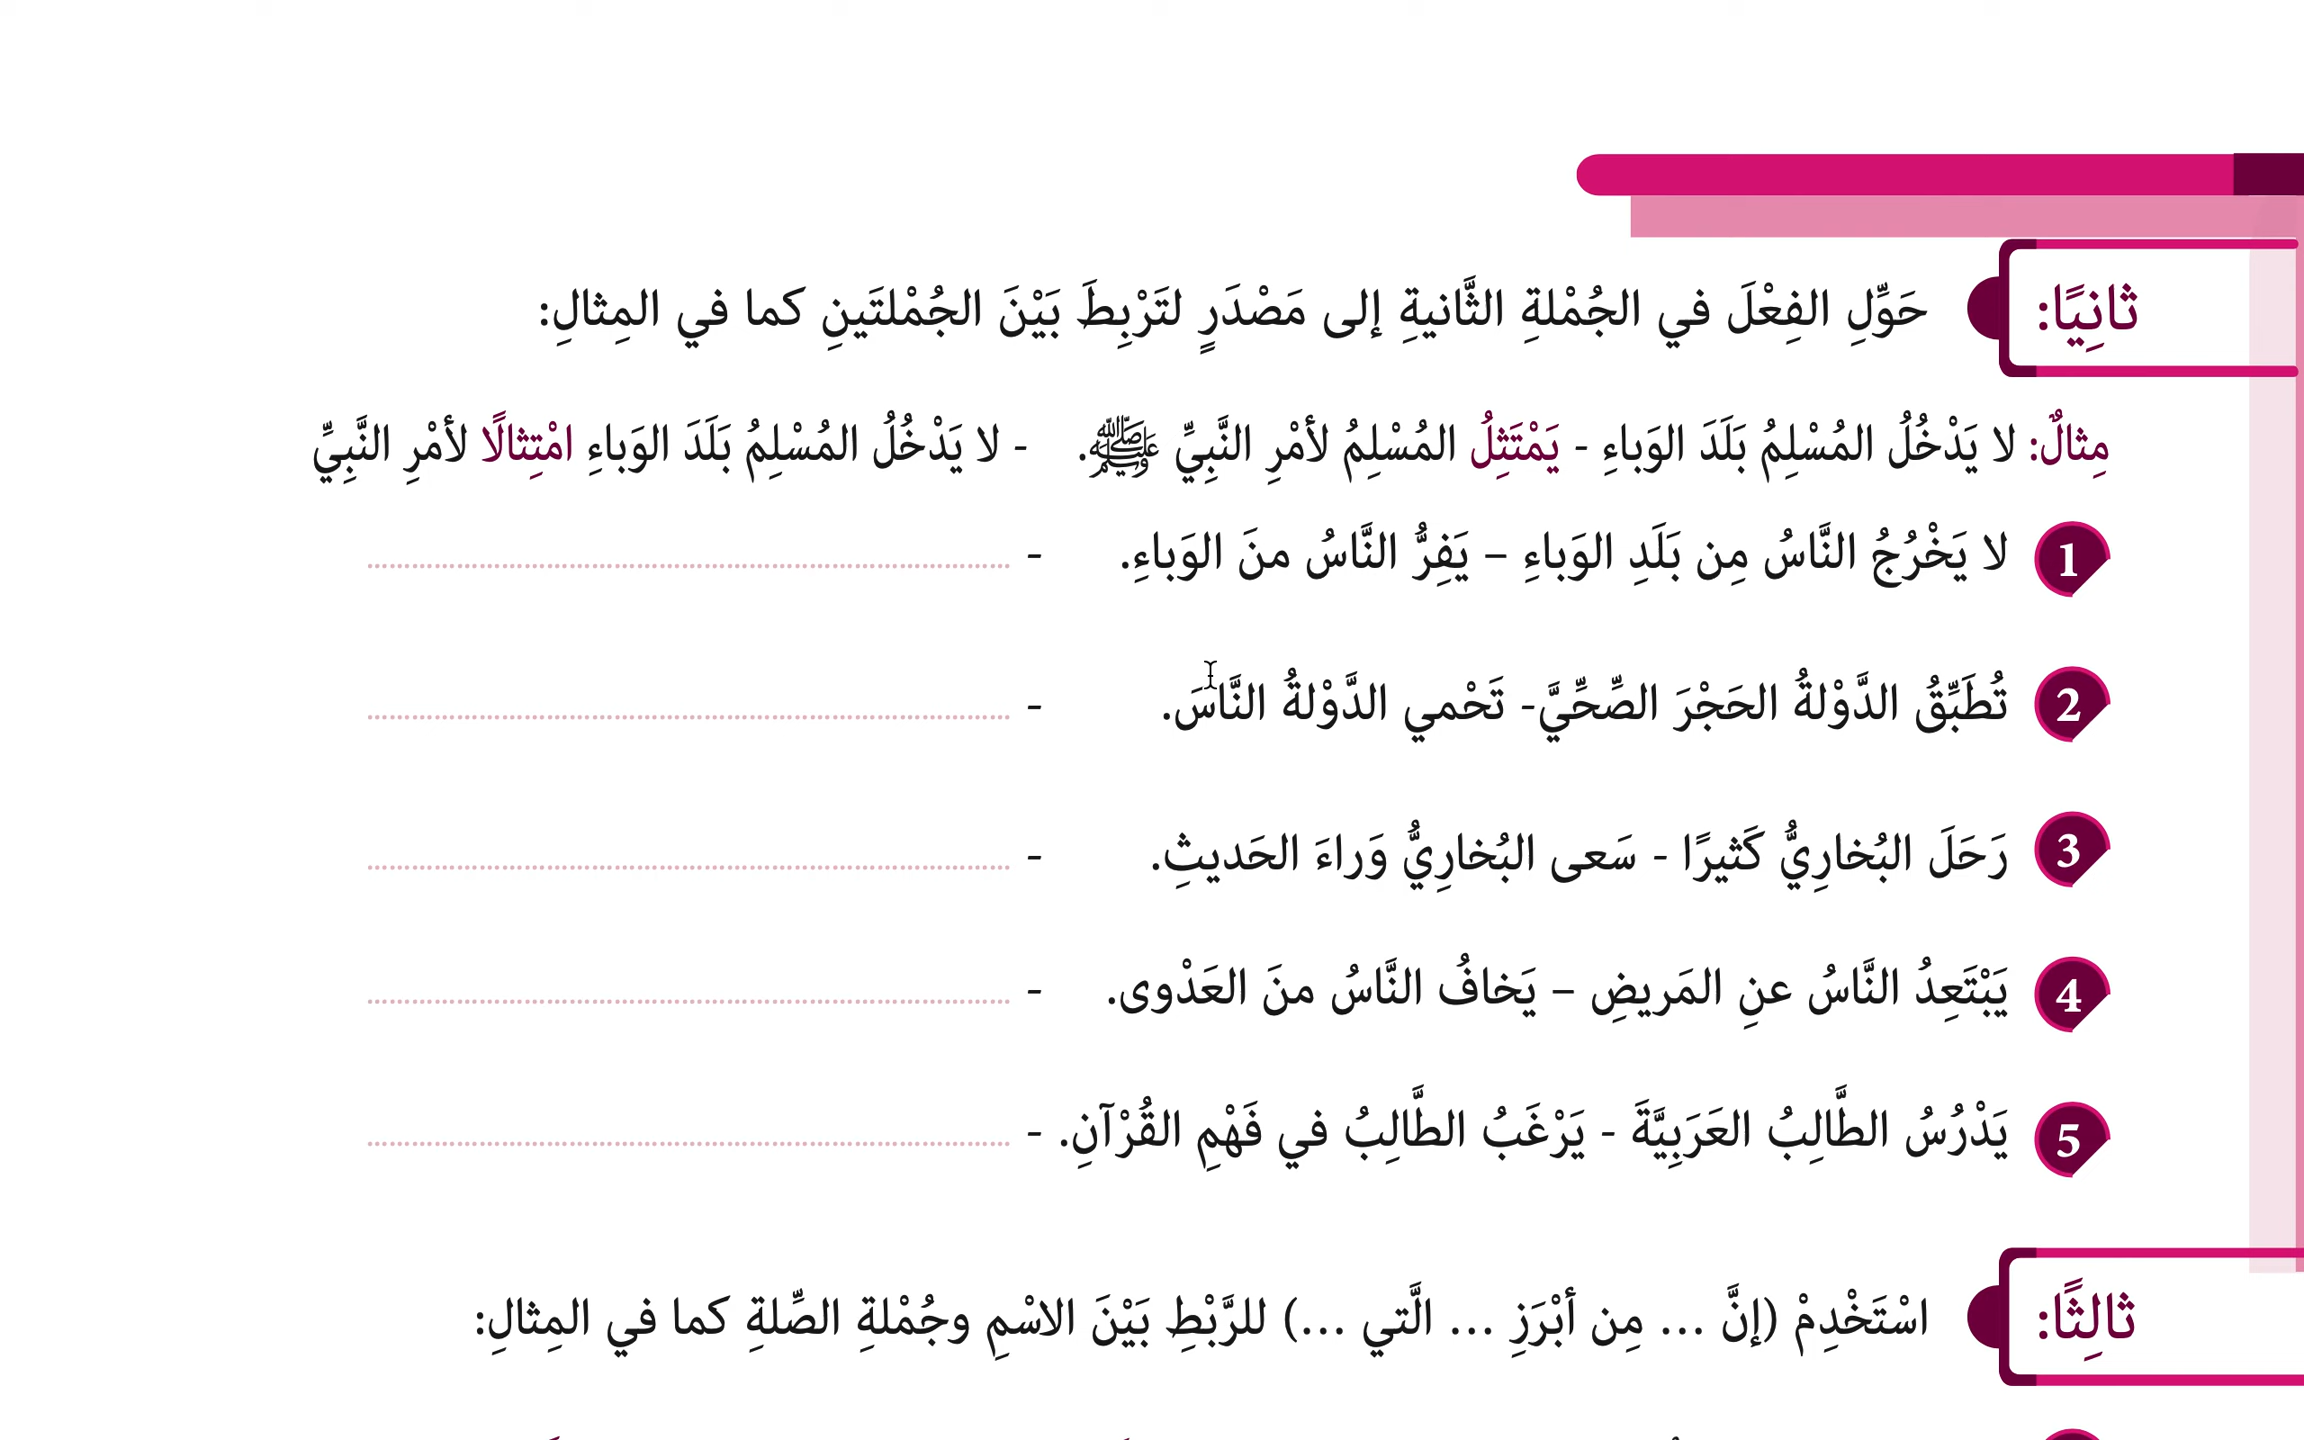 ثانِيًا: حَوِّلِ الفِعْلَ في الجُمْلةِ الثَّانيةِ إلى مَصْدَرٍ لتَرْبِطَ بَيْنَ الجُمْلتَينِ كما في المِثالِ:
مِثالٌ: لا يَدْخُلُ المُسْلِمُ بَلَدَ الوَباءِ - يَمْتَثِلُ المُسْلِمُ لأمْرِ النَّبِيِّ ﷺ. - لا يَدْخُلُ المُسْلِمُ بَلَدَ الوَباءِ امْتِثالًا لأمْرِ النَّبِيِّ
1 لا يَخْرُجُ النَّاسُ مِن بَلَدِ الوَباءِ – يَفِرُّ النَّاسُ منَ الوَباءِ. - ........................
2 تُطَبِّقُ الدَّوْلةُ الحَجْرَ الصِّحِّيَّ- تَحْمي الدَّوْلةُ النَّاسَ. - ........................
3 رَحَلَ البُخارِيُّ كَثيرًا - سَعى البُخارِيُّ وَراءَ الحَديثِ. - ........................
4 يَبْتَعِدُ النَّاسُ عنِ المَريضِ – يَخافُ النَّاسُ منَ العَدْوى. - ........................
5 يَدْرُسُ الطَّالِبُ العَرَبِيَّةَ - يَرْغَبُ الطَّالِبُ في فَهْمِ القُرْآنِ. - ........................
ثالِثًا: اسْتَخْدِمْ (إنَّ ... مِن أبْرَزِ ... الَّتي ...) للرَّبْطِ بَيْنَ الاسْمِ وجُمْلةِ الصِّلةِ كما في المِثالِ: